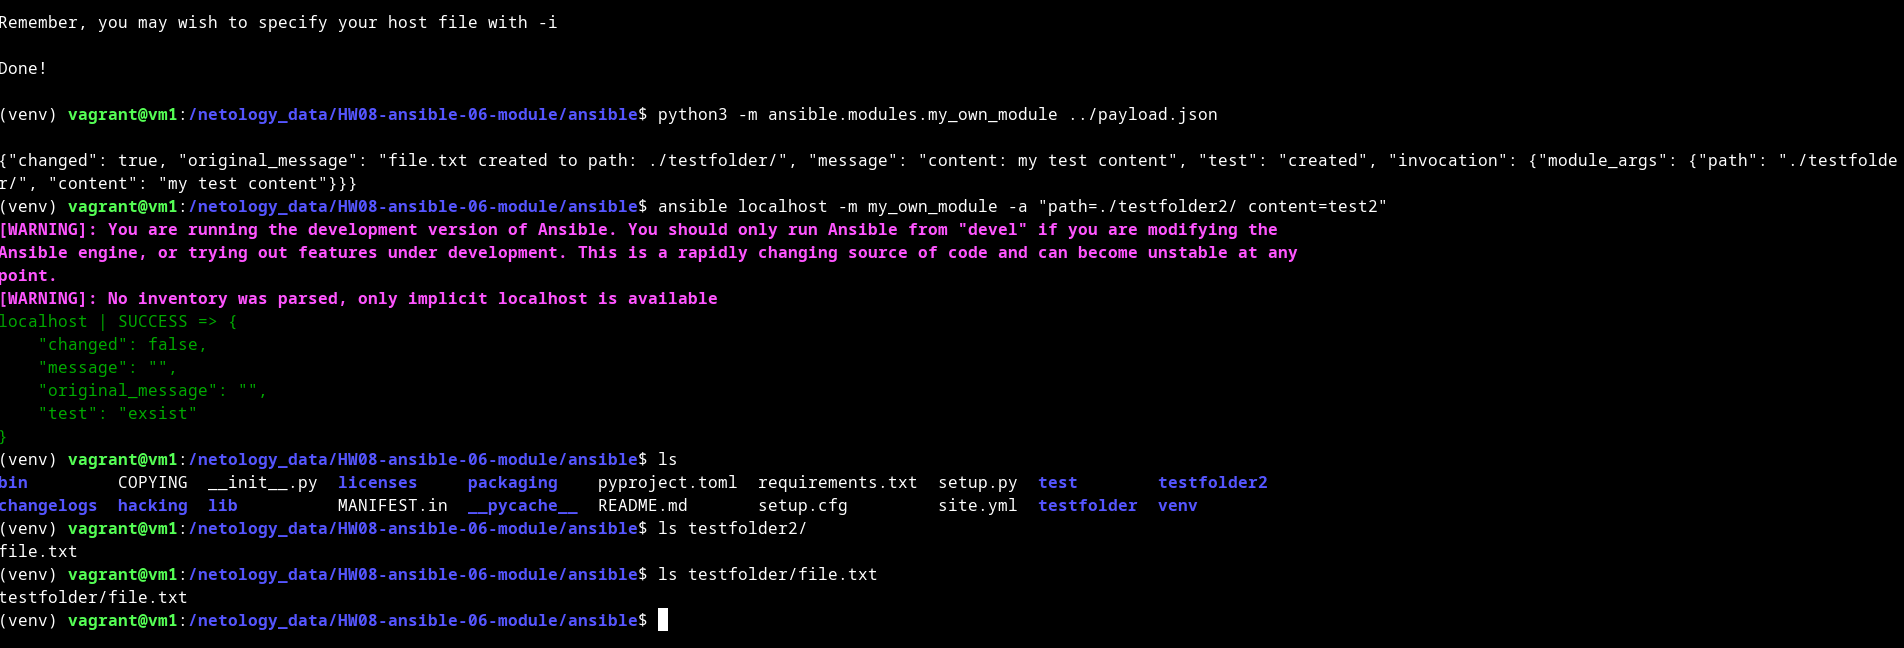 Remember, you may wish to specify your host file with -i
Done!
(venv) vagrant@vm1:/netology_data/HW08-ansible-06-module/ansible$ python3 -m ansible.modules.my_own_module ../payload.json
{"changed": true, "original_message": "file.txt created to path: ./testfolder/", "message": "content: my test content", "test": "created", "invocation": {"module_args": {"path": "./testfolde
r/", "content": "my test content"}}}
(venv) vagrant@vm1:/netology_data/HW08-ansible-06-module/ansible$ ansible localhost -m my_own_module -a "path=./testfolder2/ content=test2"
[WARNING]: You are running the development version of Ansible. You should only run Ansible from "devel" if you are modifying the
Ansible engine, or trying out features under development. This is a rapidly changing source of code and can become unstable at any
point.
[WARNING]: No inventory was parsed, only implicit localhost is available
localhost | SUCCESS => {
    "changed": false,
    "message": "",
    "original_message": "",
    "test": "exsist"
}
(venv) vagrant@vm1:/netology_data/HW08-ansible-06-module/ansible$ ls
bin         COPYING  __init__.py  licenses     packaging    pyproject.toml  requirements.txt  setup.py  test        testfolder2
changelogs  hacking  lib          MANIFEST.in  __pycache__  README.md       setup.cfg         site.yml  testfolder  venv
(venv) vagrant@vm1:/netology_data/HW08-ansible-06-module/ansible$ ls testfolder2/
file.txt
(venv) vagrant@vm1:/netology_data/HW08-ansible-06-module/ansible$ ls testfolder/file.txt
testfolder/file.txt
(venv) vagrant@vm1:/netology_data/HW08-ansible-06-module/ansible$